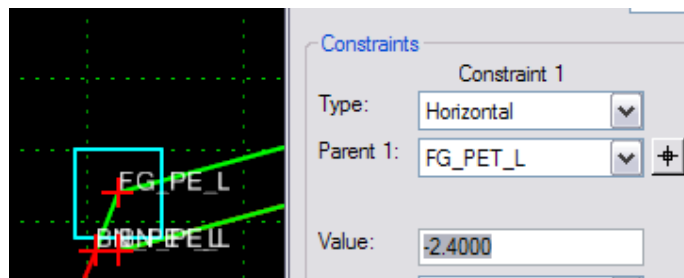 Constraints
Constraint 1
Type:
Horizontal
Parent 1:
FG_PET_L
Value:
-2.4000
FG_PE_L